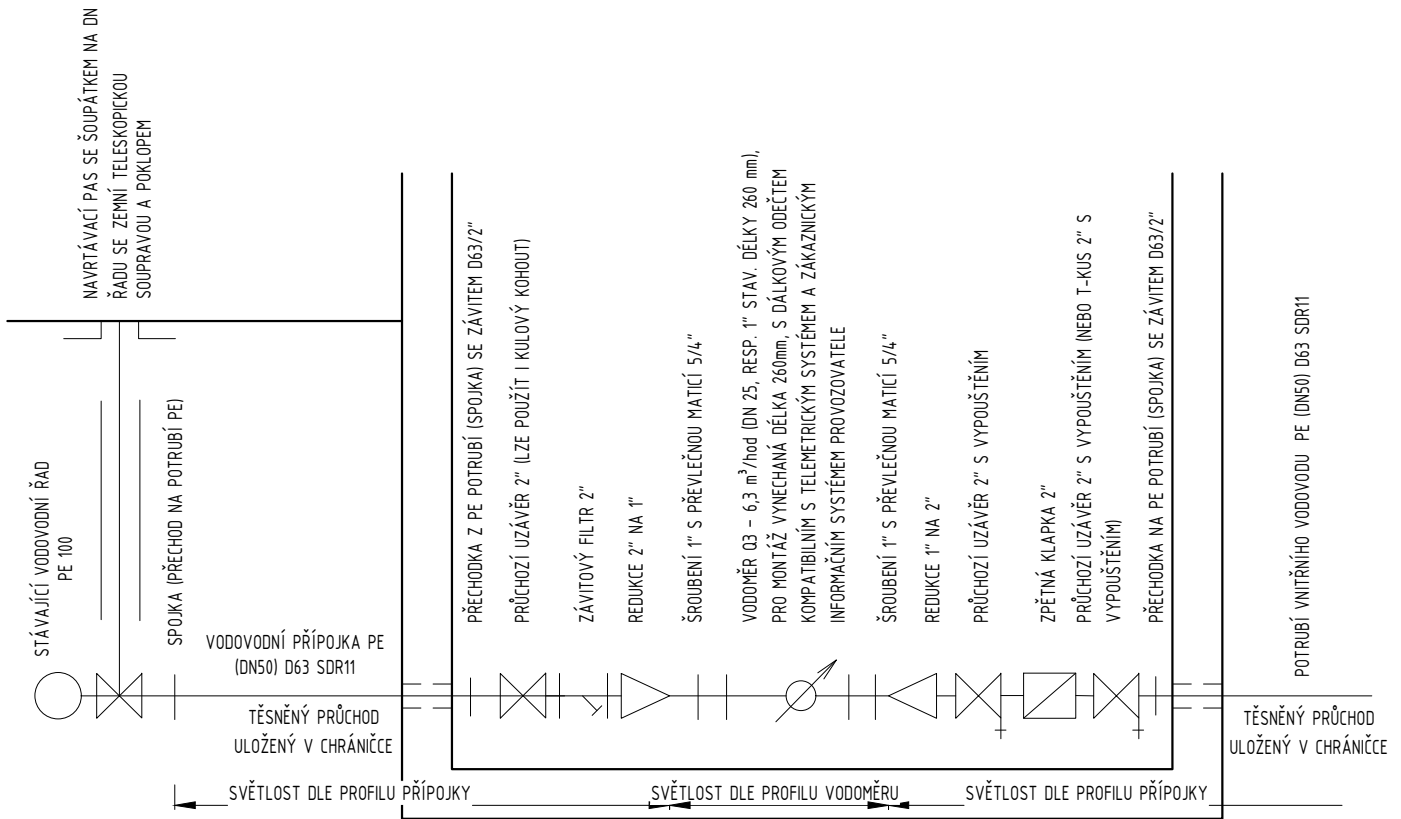 NAVRTÁVACÍ PAS SE ŠOUPÁTKEM NA DN
ŘADU SE ZEMNÍ TELESKOPICKOU
SOUPRAVOU A POKLOPEM
STÁVAJÍCÍ VODOVODNÍ ŘAD
PE 100
SPOJKA (PŘECHOD NA POTRUBÍ PE)
VODOVODNÍ PŘÍPOJKA PE
(DN50) D63 SDR11
TĚSNĚNÝ PRŮCHOD
ULOŽENÝ V CHRÁNIČCE
PŘECHODKA Z PE POTRUBÍ (SPOJKA) SE ZÁVITEM D63/2"
PRŮCHOZÍ UZÁVĚR 2" (LZE POUŽÍT I KULOVÝ KOHOUT)
ZÁVITOVÝ FILTR 2"
REDUKCE 2" NA 1"
ŠROUBENÍ 1" S PŘEVLEČNOU MATICÍ 5/4"
VODOMĚR Q3 - 6,3 m³/hod (DN 25, RESP. 1" STAV. DÉLKY 260 mm),
PRO MONTÁŽ VYNECHANÁ DÉLKA 260mm, S DÁLKOVÝM ODEČTEM
KOMPATIBILNÍM S TELEMETRICKÝM SYSTÉMEM A ZÁKAZNICKÝM
INFORMAČNÍM SYSTÉMEM PROVOZOVATELE
ŠROUBENÍ 1" S PŘEVLEČNOU MATICÍ 5/4"
REDUKCE 1" NA 2"
PRŮCHOZÍ UZÁVĚR 2" S VYPOUŠTĚNÍM
ZPĚTNÁ KLAPKA 2"
PRŮCHOZÍ UZÁVĚR 2" S VYPOUŠTĚNÍM (NEBO T-KUS 2" S
VYPOUŠTĚNÍM)
PŘECHODKA NA PE POTRUBÍ (SPOJKA) SE ZÁVITEM D63/2"
POTRUBÍ VNITŘNÍHO VODOVODU PE (DN50) D63 SDR11
TĚSNĚNÝ PRŮCHOD
ULOŽENÝ V CHRÁNIČCE
SVĚTLOST DLE PROFILU PŘÍPOJKY
SVĚTLOST DLE PROFILU VODOMĚRU
SVĚTLOST DLE PROFILU PŘÍPOJKY